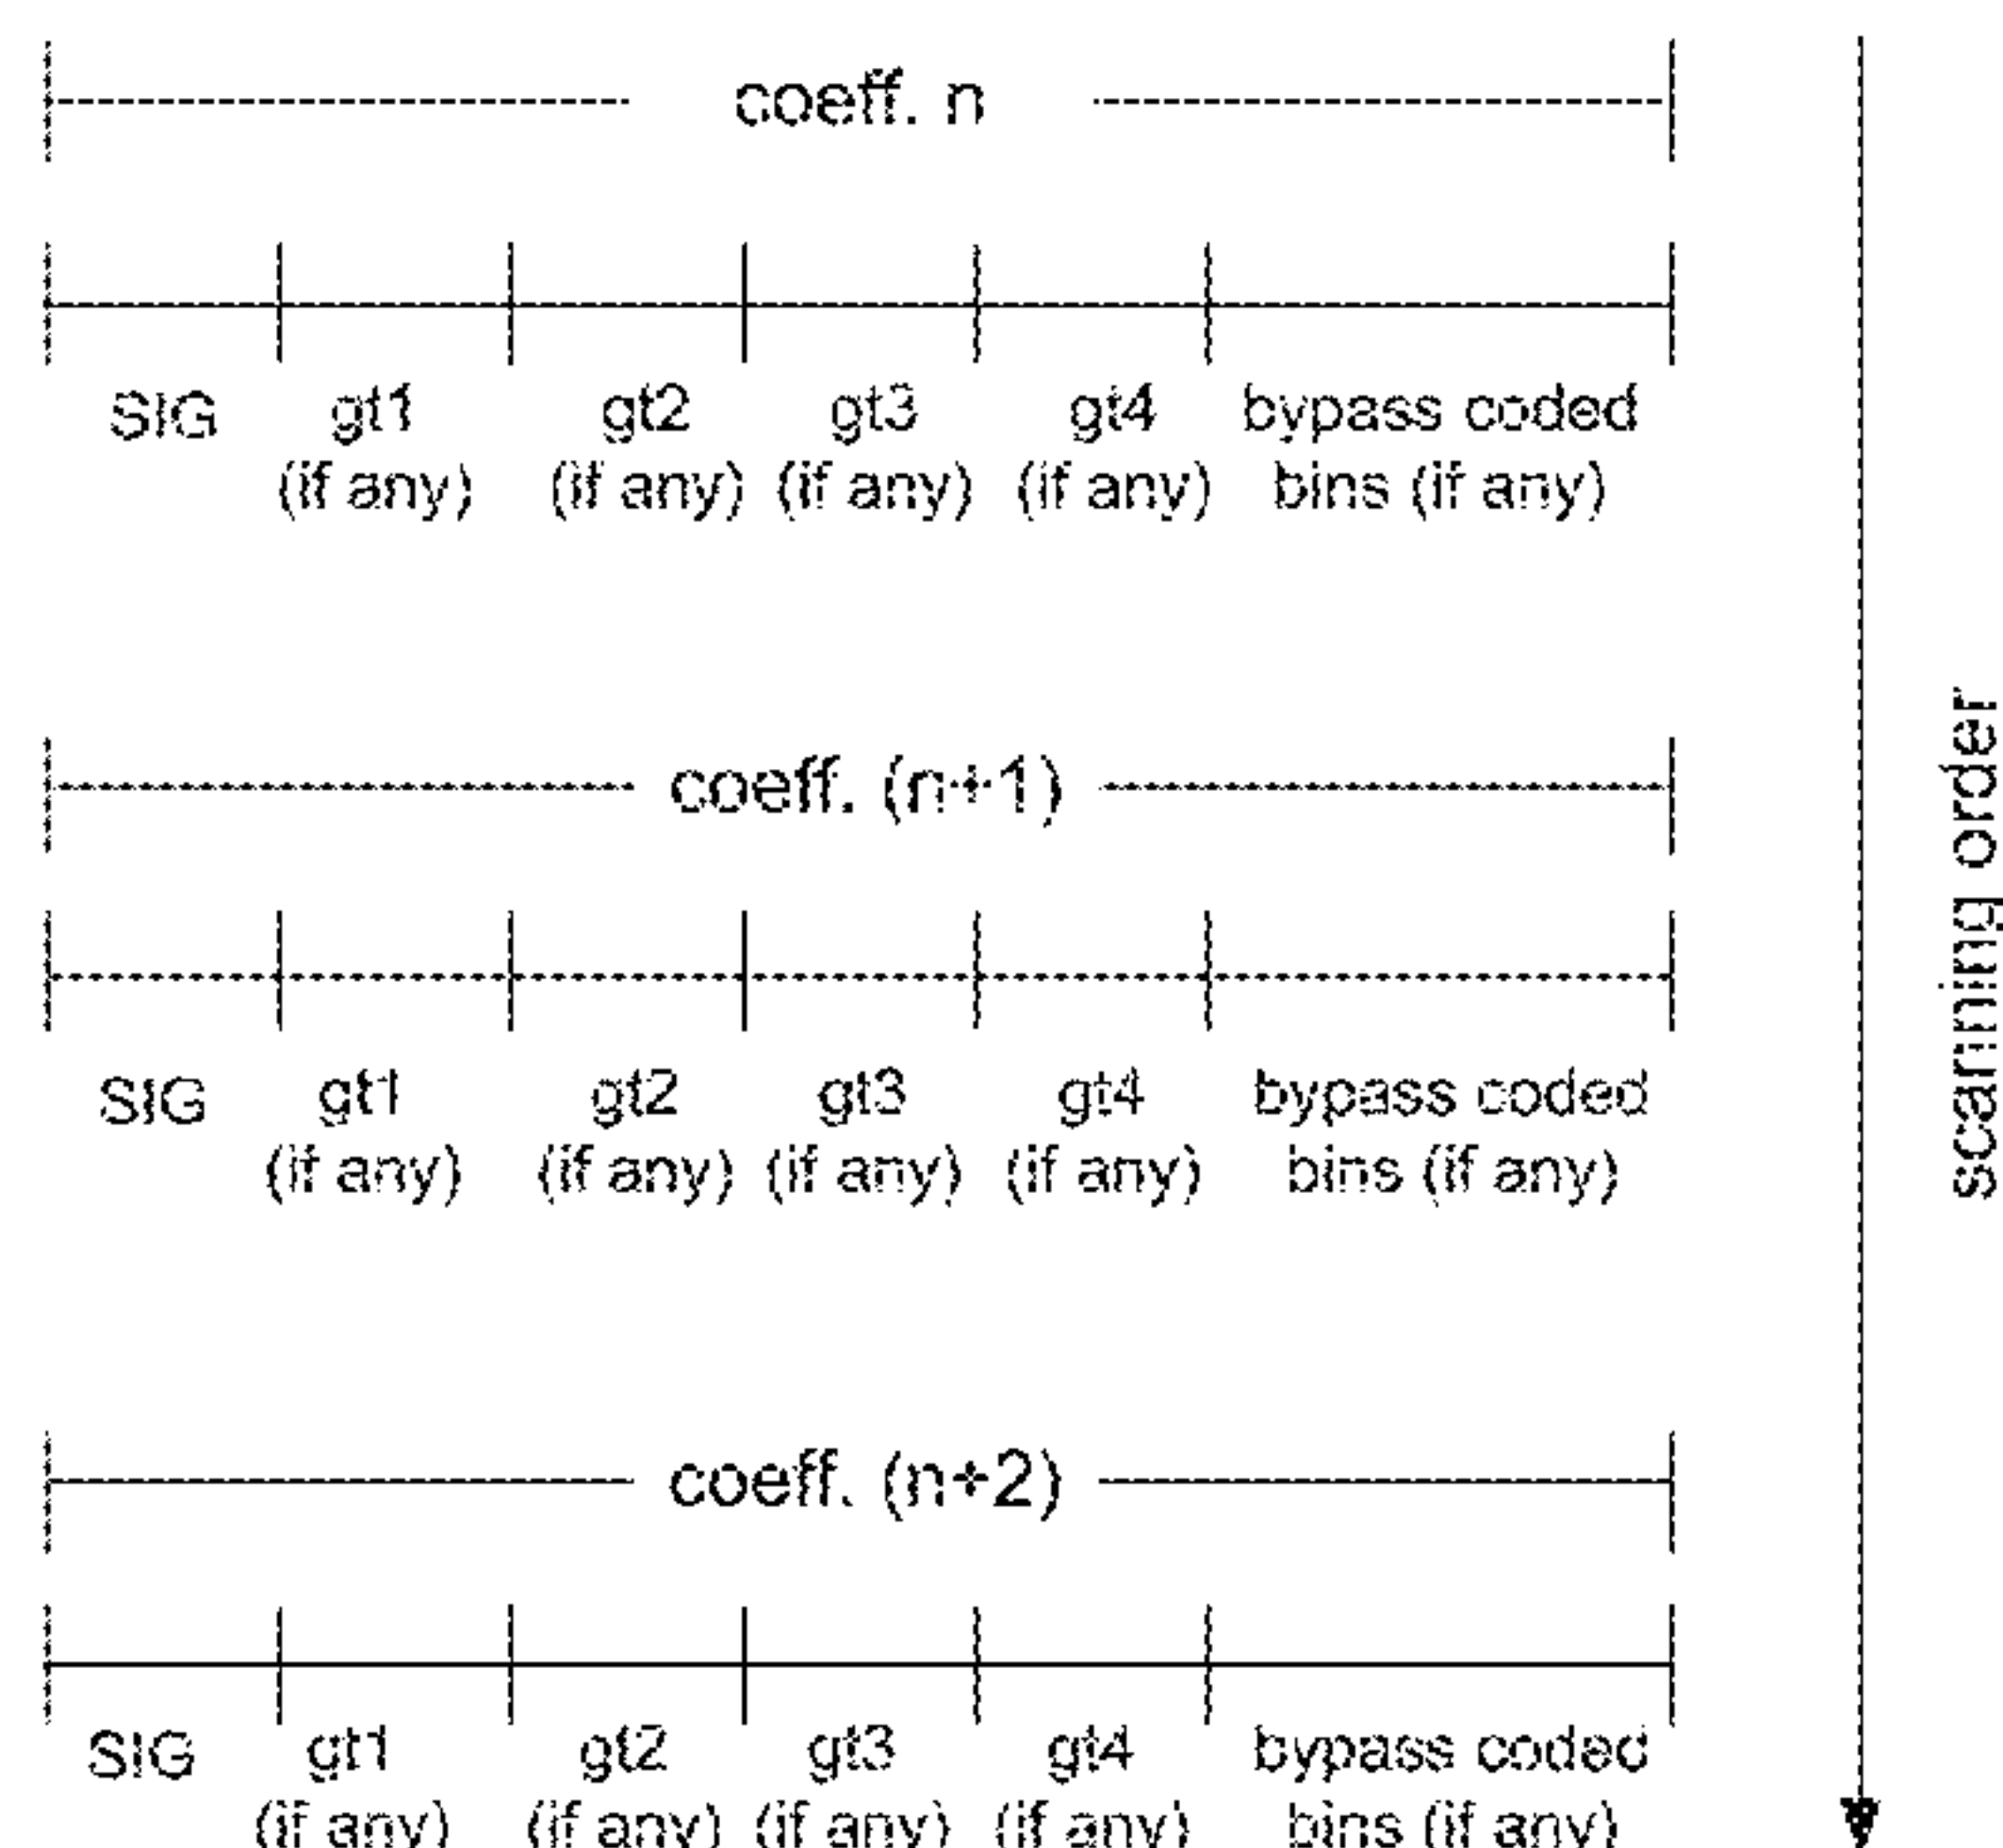 coeff. n
SIG gt1 gt2 gt3 gt4 bypass coded
(if any) (if any) (if any) (if any) bins (if any)
coeff. (n+1)
SIG gt1 gt2 gt3 gt4 bypass coded
(if any) (if any) (if any) (if any) bins (if any)
coeff. (n+2)
SIG gt1 gt2 gt3 gt4 bypass coded
(if any) (if any) (if any) (if any) bins (if any)
scanning order